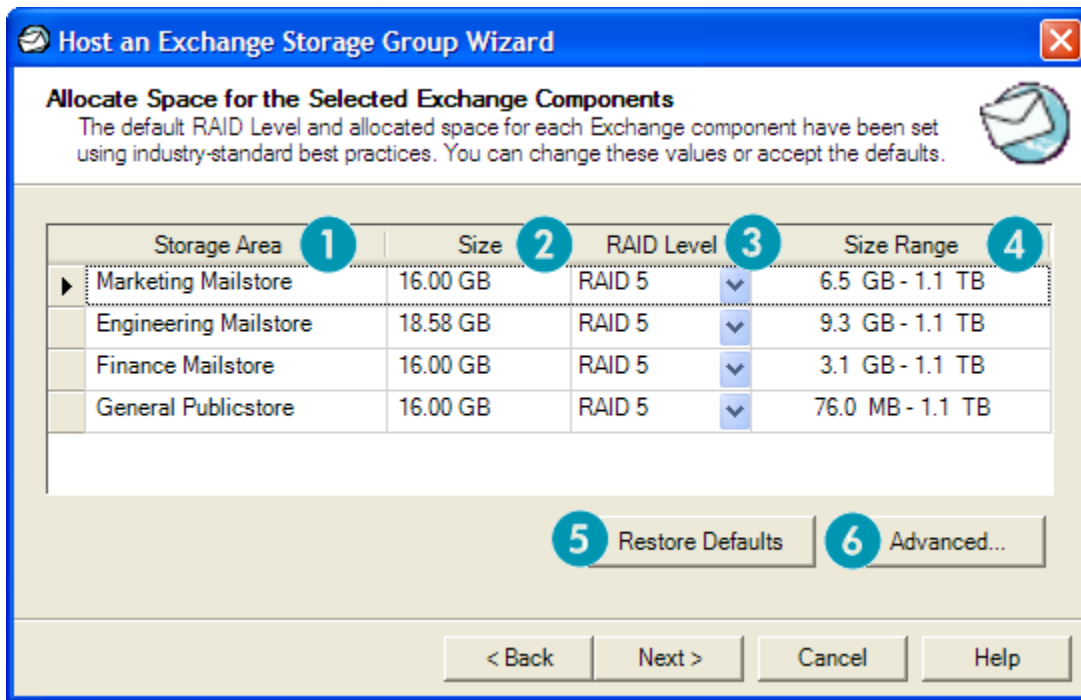 Host an Exchange Storage Group Wizard
Allocate Space for the Selected Exchange Components
The default RAID Level and allocated space for each Exchange component have been set
using industry-standard best practices. You can change these values or accept the defaults.
Storage Area 1 Size 2 RAID Level 3 Size Range 4
Marketing Mailstore 16.00 GB RAID 5 6.5 GB - 1.1 TB
Engineering Mailstore 18.58 GB RAID 5 9.3 GB - 1.1 TB
Finance Mailstore 16.00 GB RAID 5 3.1 GB - 1.1 TB
General Publicstore 16.00 GB RAID 5 76.0 MB - 1.1 TB
5 Restore Defaults 6 Advanced...
< Back Next > Cancel Help